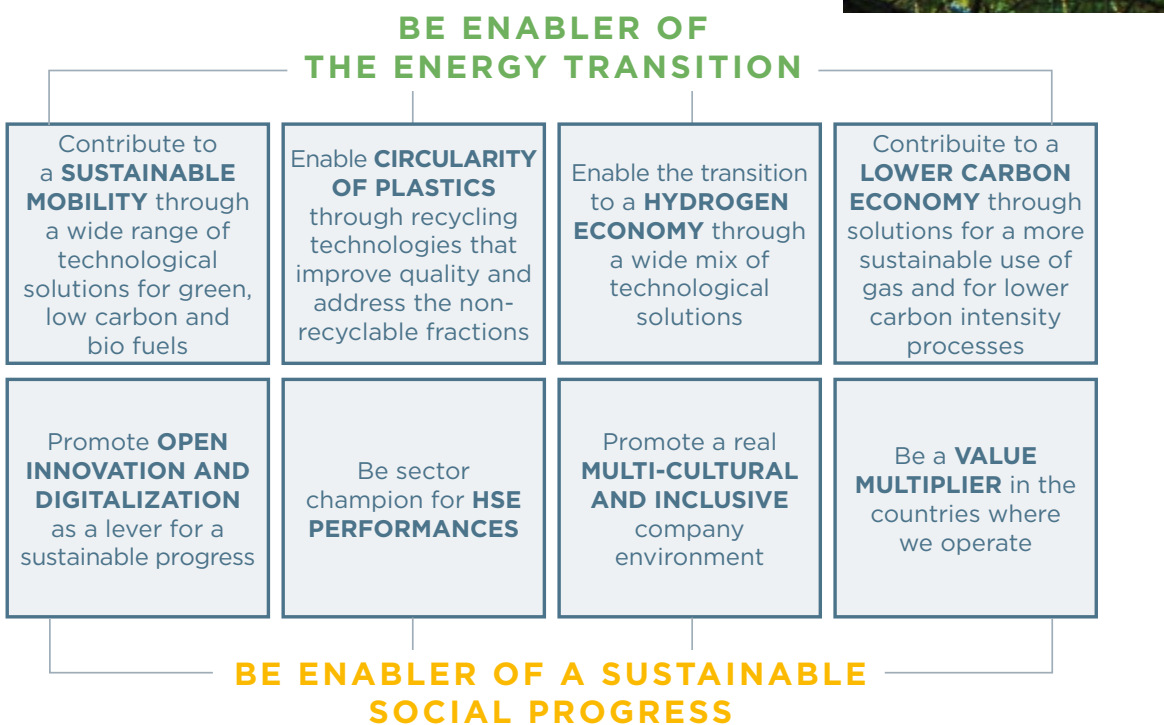 BE ENABLER OF
THE ENERGY TRANSITION
Contribute to
a SUSTAINABLE
MOBILITY through
a wide range of
technological
solutions for green,
low carbon and
bio fuels
Enable CIRCULARITY
OF PLASTICS
through recycling
technologies that
improve quality and
address the non-
recyclable fractions
Enable the transition
to a HYDROGEN
ECONOMY through
a wide mix of
technological
solutions
Contribuite to a
LOWER CARBON
ECONOMY through
solutions for a more
sustainable use of
gas and for lower
carbon intensity
processes
Promote OPEN
INNOVATION AND
DIGITALIZATION
as a lever for a
sustainable progress
Be sector
champion for HSE
PERFORMANCES
Promote a real
MULTI-CULTURAL
AND INCLUSIVE
company
environment
Be a VALUE
MULTIPLIER in the
countries where
we operate
BE ENABLER OF A SUSTAINABLE
SOCIAL PROGRESS